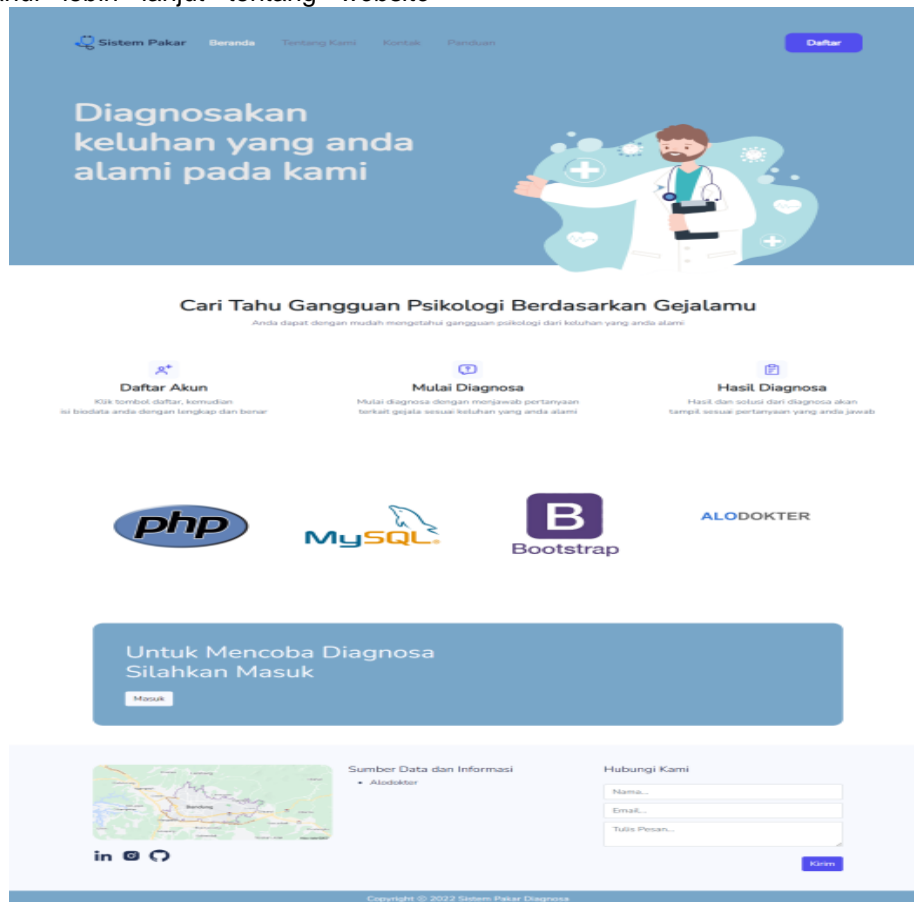 lebih lanjut tentang website
Sistem Pakar Beranda Tentang Kami Kontak Panduan Daftar
Diagnosakan
keluhan yang anda
alami pada kami
Cari Tahu Gangguan Psikologi Berdasarkan Gejalamu
Anda dapat dengan mudah mengetahui gangguan psikologi dari keluhan yang anda alami
Daftar Akun
Klik tombol daftar, kemudian
isi biodata anda dengan lengkap dan benar
Mulai Diagnosa
Mulai diagnosa dengan menjawab pertanyaan
terkait gejala sesuai keluhan yang anda alami
Hasil Diagnosa
Hasil dan solusi dari diagnosa akan
tampil sesuai pertanyaan yang anda jawab
php
MySQL
B
Bootstrap
ALODOKTER
Untuk Mencoba Diagnosa
Silahkan Masuk
Masuk
Bandung
Sumber Data dan Informasi
Alodokter
Hubungi Kami
Nama...
Email...
Tulis Pesan...
Kirim
in
Copyright © 2022 Sistem Pakar Diagnosa